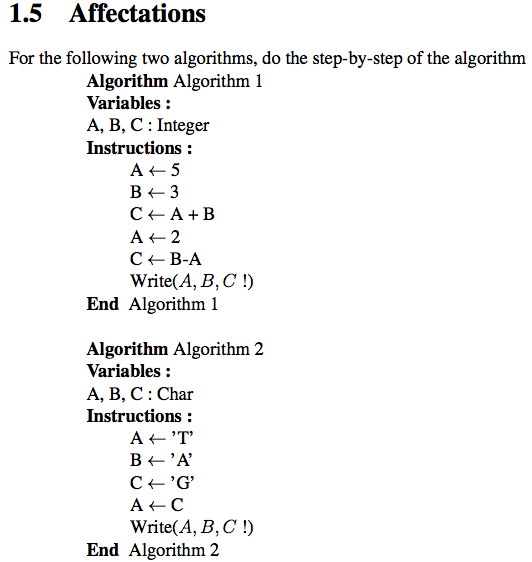 1.5 Affectations
For the following two algorithms, do the step-by-step of the algorithm
Algorithm Algorithm 1
Variables :
A, B, C : Integer
Instructions :
A ← 5
B ← 3
C ← A + B
A ← 2
C ← B-A
Write(A, B, C !)
End Algorithm 1
Algorithm Algorithm 2
Variables :
A, B, C : Char
Instructions :
A ← ’T’
B ← ’A’
C ← ’G’
A ← C
Write(A, B, C !)
End Algorithm 2